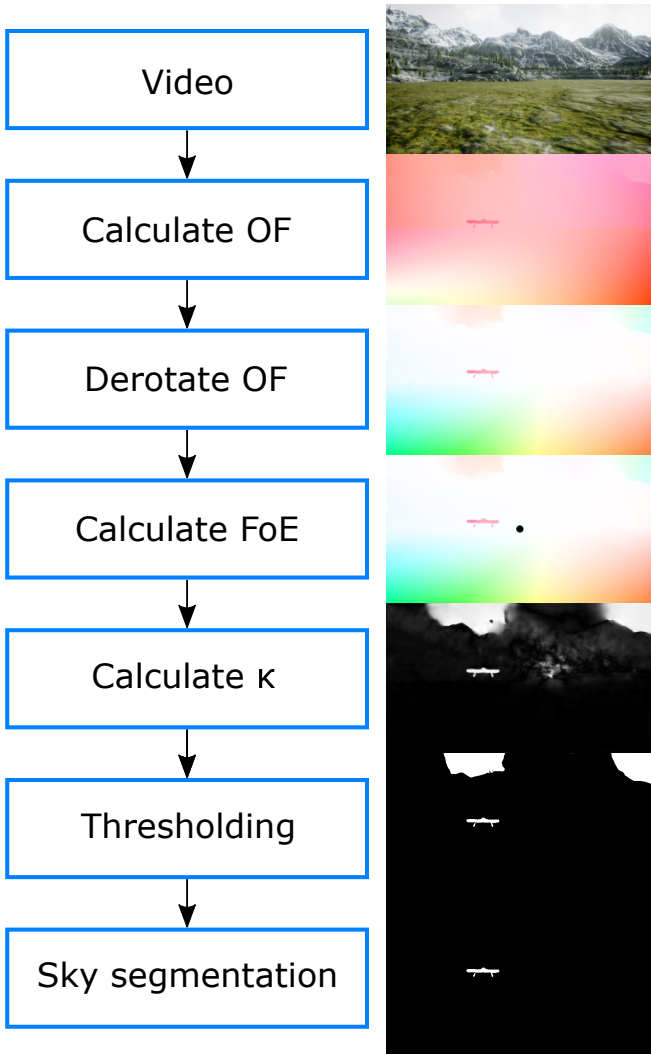 Video
Calculate OF
Derotate OF
Calculate FoE
Calculate κ
Thresholding
Sky segmentation